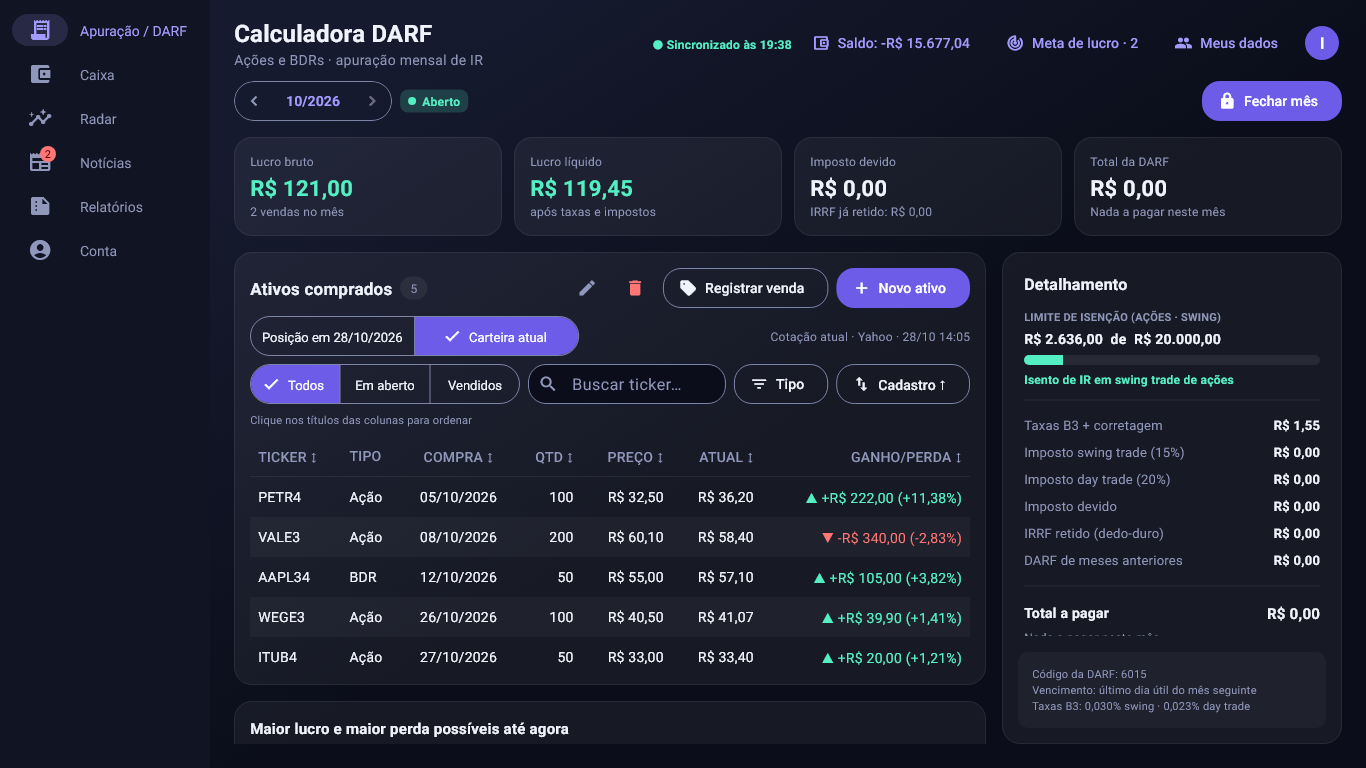 Apuração / DARF
Caixa
Radar
2
Notícias
Relatórios
Conta
Calculadora DARF
Ações e BDRs · apuração mensal de IR
Sincronizado às 19:38
Saldo: -R$ 15.677,04
Meta de lucro · 2
Meus dados
I
10/2026
Aberto
Fechar mês
Lucro bruto
R$ 121,00
2 vendas no mês
Lucro líquido
R$ 119,45
após taxas e impostos
Imposto devido
R$ 0,00
IRRF já retido: R$ 0,00
Total da DARF
R$ 0,00
Nada a pagar neste mês
Ativos comprados 5
Registrar venda
Novo ativo
Posição em 28/10/2026
Carteira atual
Cotação atual · Yahoo · 28/10 14:05
Todos
Em aberto
Vendidos
Buscar ticker...
Tipo
Cadastro ↑
Clique nos títulos das colunas para ordenar
TICKER ↕ TIPO COMPRA ↕ QTD ↕ PREÇO ↕ ATUAL ↕ GANHO/PERDA ↕
PETR4 Ação 05/10/2026 100 R$ 32,50 R$ 36,20 ▲ +R$ 222,00 (+11,38%)
VALE3 Ação 08/10/2026 200 R$ 60,10 R$ 58,40 ▼ -R$ 340,00 (-2,83%)
AAPL34 BDR 12/10/2026 50 R$ 55,00 R$ 57,10 ▲ +R$ 105,00 (+3,82%)
WEGE3 Ação 26/10/2026 100 R$ 40,50 R$ 41,07 ▲ +R$ 39,90 (+1,41%)
ITUB4 Ação 27/10/2026 50 R$ 33,00 R$ 33,40 ▲ +R$ 20,00 (+1,21%)
Maior lucro e maior perda possíveis até agora
Detalhamento
LIMITE DE ISENÇÃO (AÇÕES · SWING)
R$ 2.636,00 de R$ 20.000,00
Isento de IR em swing trade de ações
Taxas B3 + corretagem R$ 1,55
Imposto swing trade (15%) R$ 0,00
Imposto day trade (20%) R$ 0,00
Imposto devido R$ 0,00
IRRF retido (dedo-duro) R$ 0,00
DARF de meses anteriores R$ 0,00
Total a pagar R$ 0,00
Código da DARF: 6015
Vencimento: último dia útil do mês seguinte
Taxas B3: 0,030% swing · 0,023% day trade